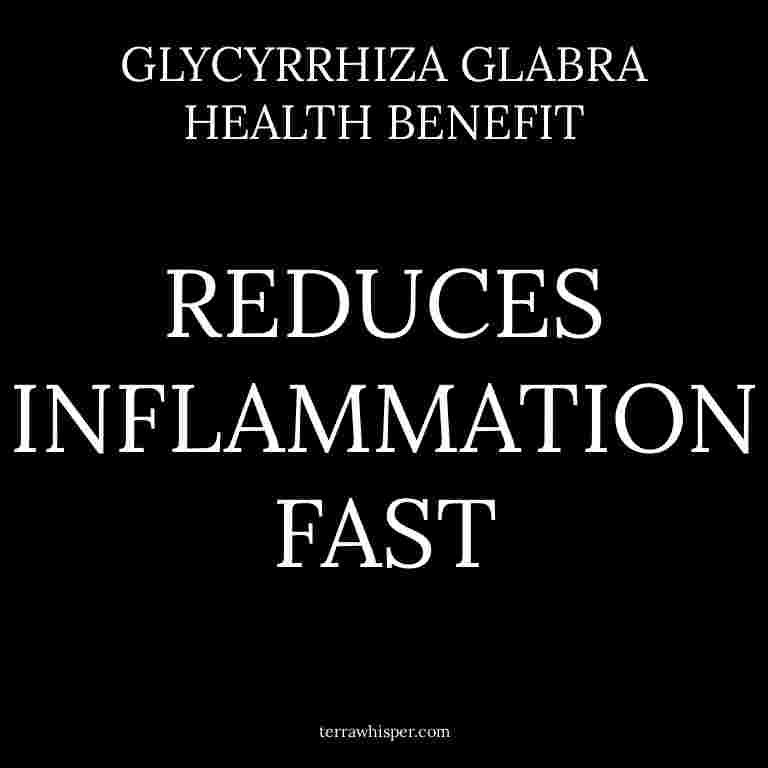 GLYCYRRHIZA GLABRA
HEALTH BENEFIT
REDUCES
INFLAMMATION
FAST
terrawhisper.com